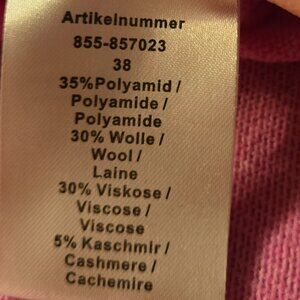 Artikelnummer
855-857023
38
35%Polyamid /
Polyamide /
Polyamide
30% Wolle /
Wool /
Laine
30% Viskose /
Viscose /
Viscose
5% Kaschmir /
Cashmere /
Cachemire